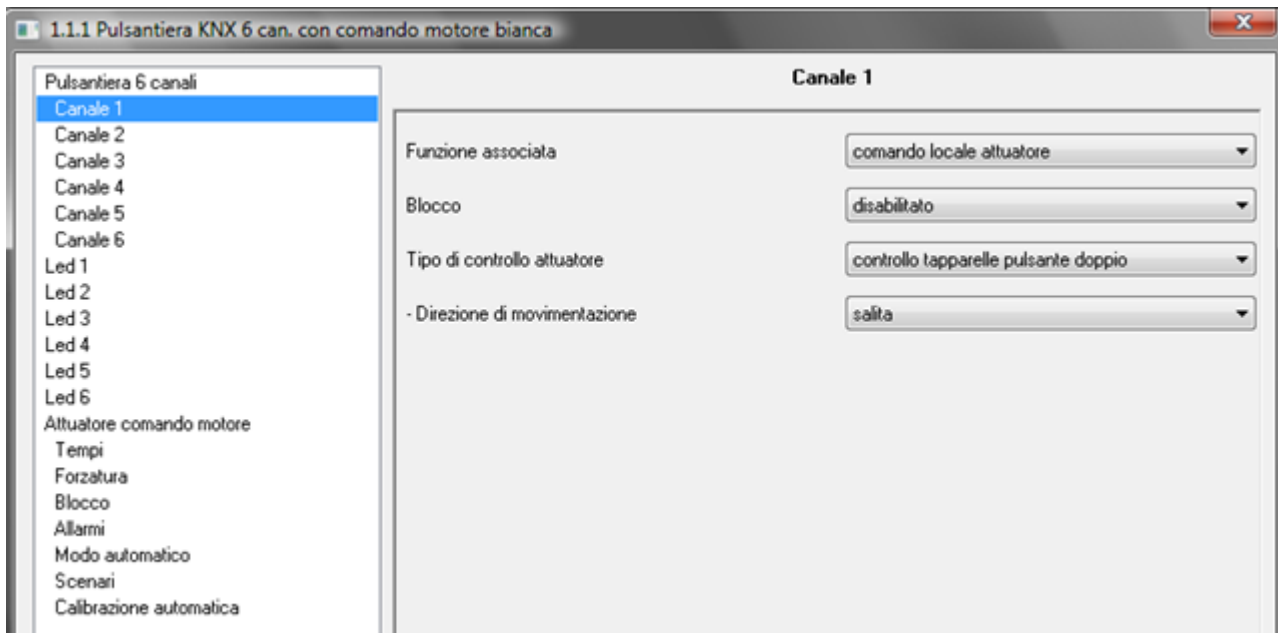 1.1.1 Pulsantiera KNX 6 can. con comando motore bianca
Pulsantiera 6 canali
Canale 1
Canale 2
Canale 3
Canale 4
Canale 5
Canale 6
Led 1
Led 2
Led 3
Led 4
Led 5
Led 6
Attuatore comando motore
Tempi
Forzatura
Blocco
Allarmi
Modo automatico
Scenari
Calibrazione automatica
Canale 1
Funzione associata comando locale attuatore
Blocco disabilitato
Tipo di controllo attuatore controllo tapparelle pulsante doppio
- Direzione di movimentazione salita